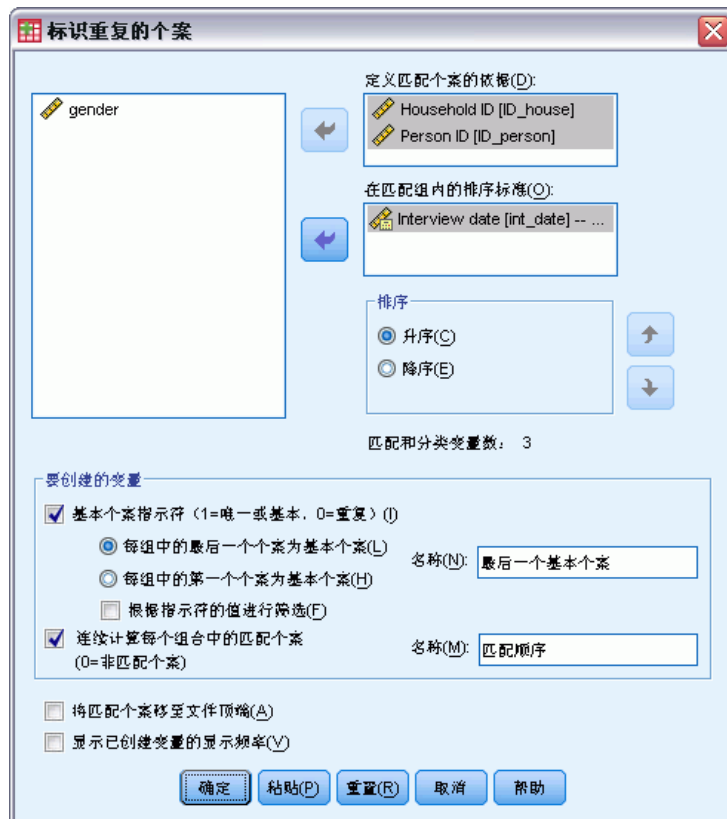 标识重复的个案
定义匹配个案的依据(D):
gender
Household ID [ID_house]
Person ID [ID_person]
在匹配组内的排序标准(O):
Interview date [int_date] -- ...
排序
升序(C)
降序(E)
匹配和分类变量数： 3
要创建的变量
基本个案指示符（1=唯一或基本，0=重复）(I)
每组中的最后一个个案为基本个案(L)
名称(N):
最后一个基本个案
每组中的第一个个案为基本个案(H)
根据指示符的值进行筛选(F)
连续计算每个组合中的匹配个案
(0=非匹配个案)
名称(M):
匹配顺序
将匹配个案移至文件顶端(A)
显示已创建变量的显示频率(V)
确定
粘贴(P)
重置(R)
取消
帮助